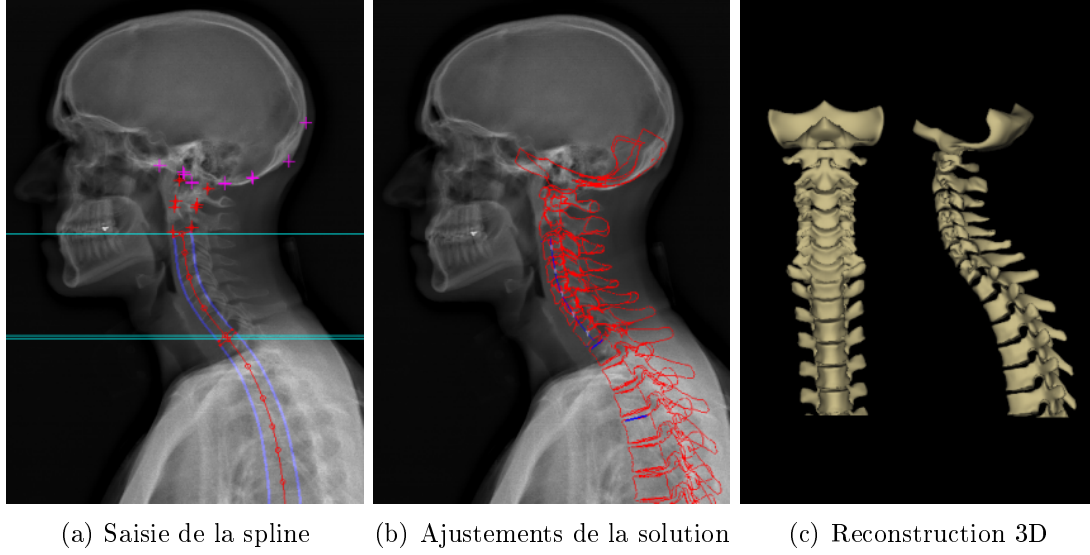 (a) Saisie de la spline
(b) Ajustements de la solution
(c) Reconstruction 3D